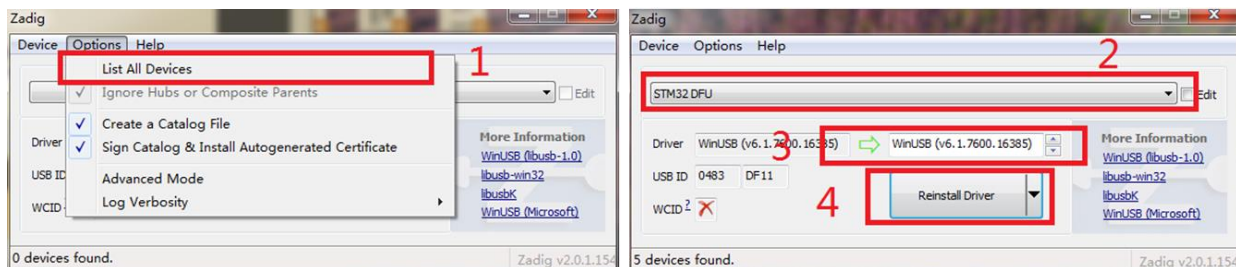 Zadig
Device Options Help
List All Devices
1
Ignore Hubs or Composite Parents
Edit
Create a Catalog File
Sign Catalog & Install Autogenerated Certificate
Advanced Mode
Log Verbosity
Driver
USB ID
WCID
More Information
WinUSB (libusb-1.0)
libusb-win32
libusbK
WinUSB (Microsoft)
0 devices found.
Zadig v2.0.1.154
Zadig
Device Options Help
2
STM32 DFU
Edit
Driver WinUSB (v6.1.7600.16385) 3 WinUSB (v6.1.7600.16385)
USB ID 0483 DF11
WCID ?
4
Reinstall Driver
More Information
WinUSB (libusb-1.0)
libusb-win32
libusbK
WinUSB (Microsoft)
5 devices found.
Zadig v2.0.1.154